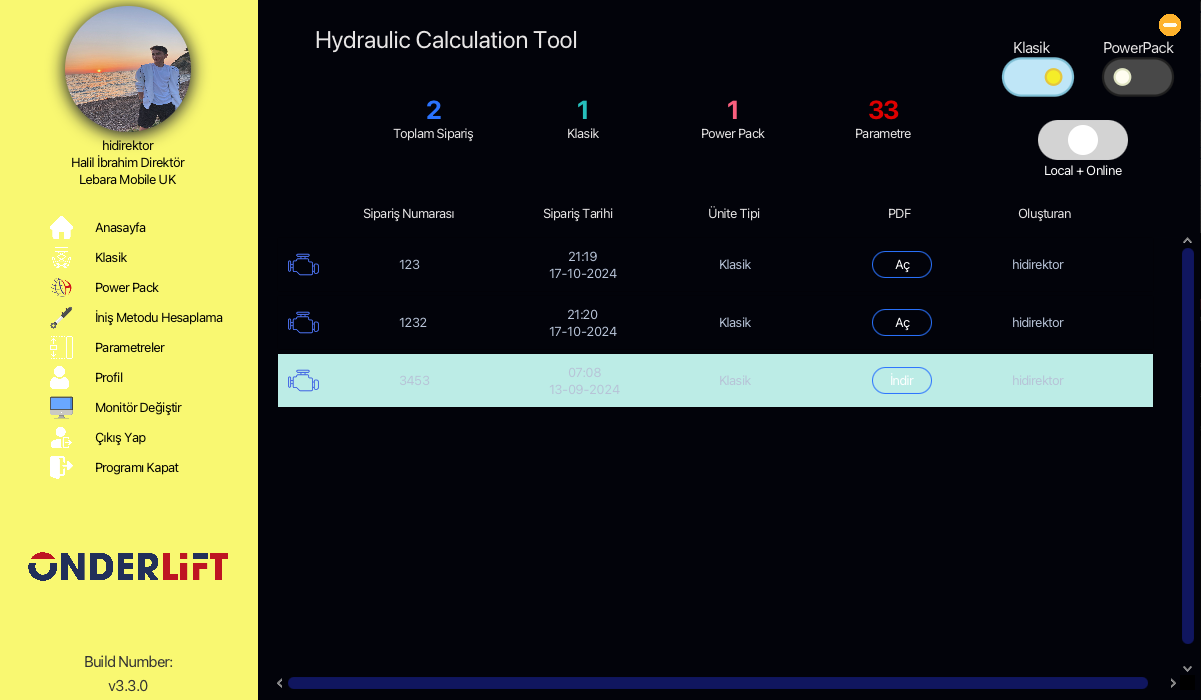 hidirektor
Halil İbrahim Direktör
Lebara Mobile UK
Anasayfa
Klasik
Power Pack
İniş Metodu Hesaplama
Parametreler
Profil
Monitör Değiştir
Çıkış Yap
Programı Kapat
ONDERLiFT
Build Number:
v3.3.0
Hydraulic Calculation Tool
Klasik PowerPack
Local + Online
2 1 1 33
Toplam Sipariş Klasik Power Pack Parametre
Sipariş Numarası Sipariş Tarihi Ünite Tipi PDF Oluşturan
123 21:19 17-10-2024 Klasik Aç hidirektor
1232 21:20 17-10-2024 Klasik Aç hidirektor
3453 07:08 13-09-2024 Klasik İndir hidirektor